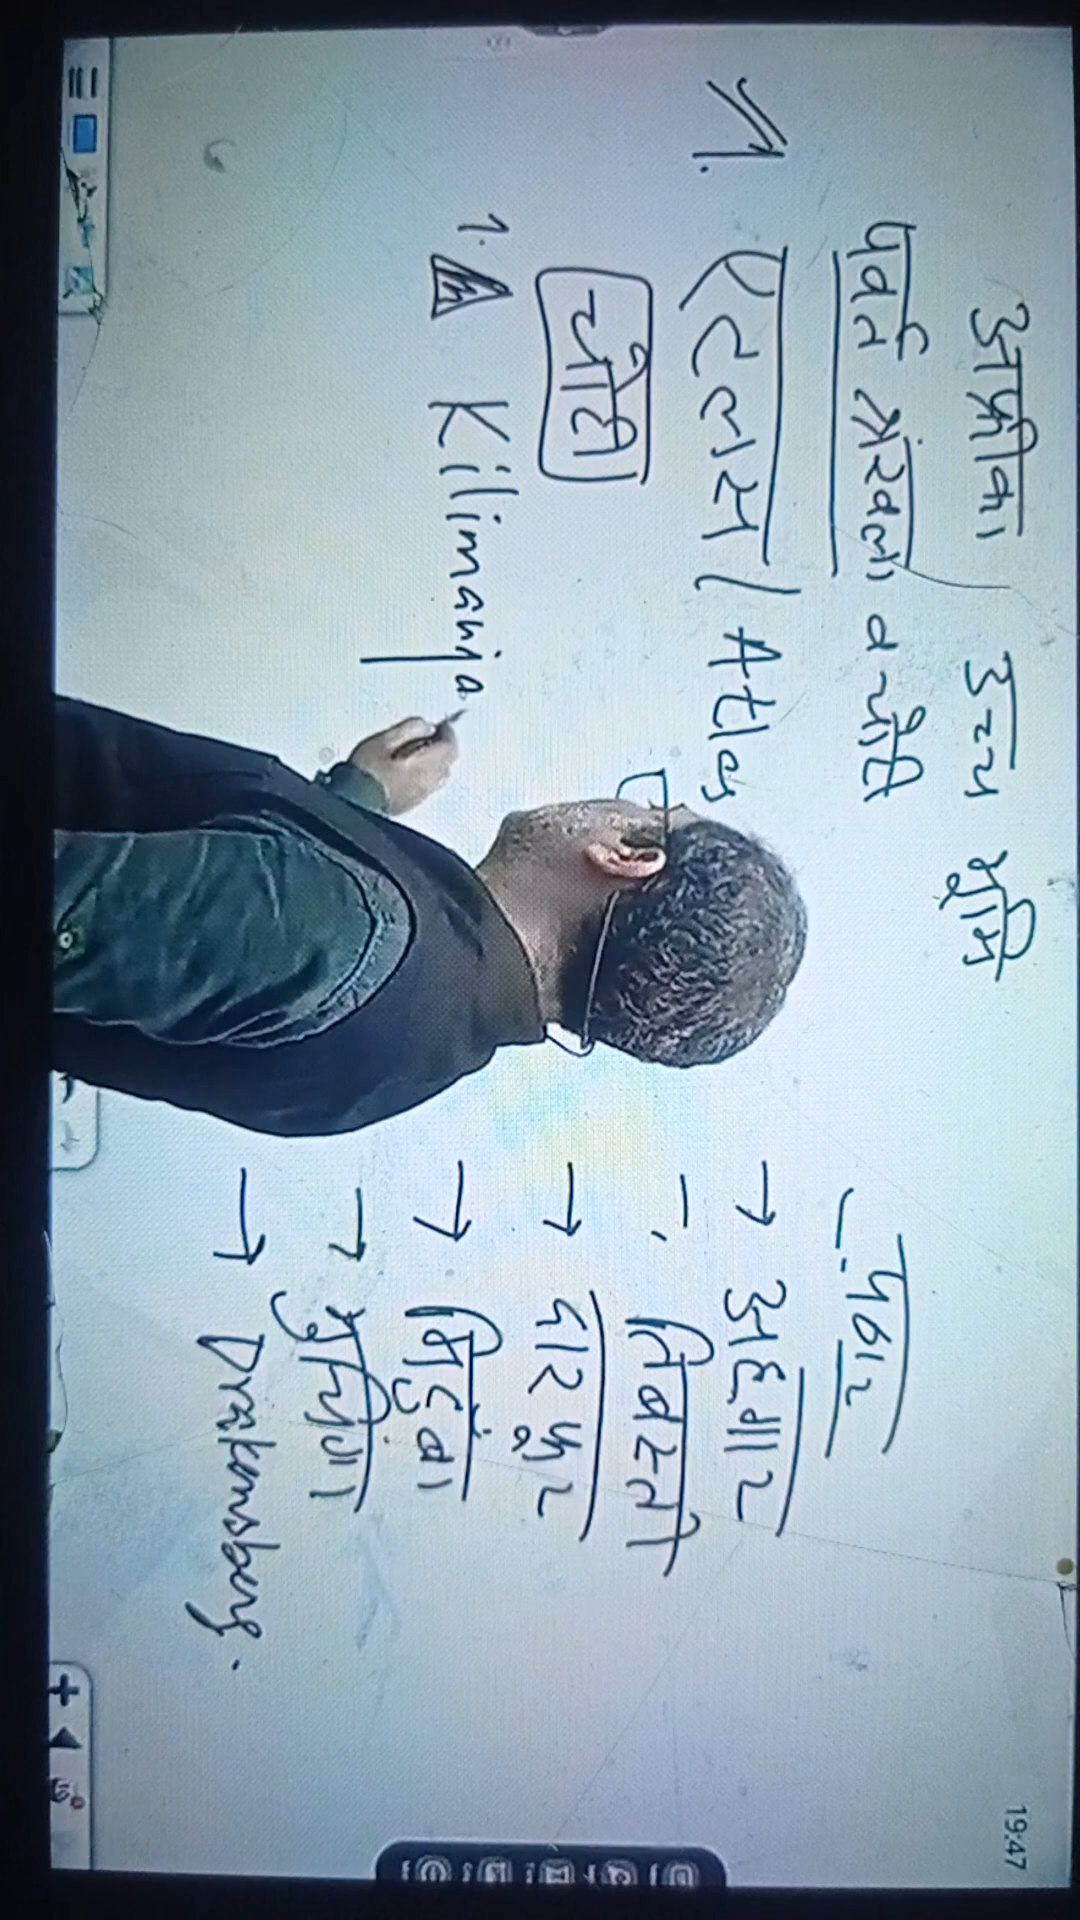 19:47
अफ्रीका उच्च भूमि
पर्वत श्रंखला व चोटी
1. एटलस / Atlas
चोटी
1. Kilimanja
पठार
→ अहगार
- तिबस्ती
→ दारफुर
→ बिहुंवा
→ मुचिंगा
→ Drakensberg.